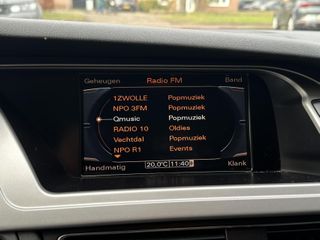 Geheugen Radio FM Band
1ZWOLLE Popmuziek
NPO 3FM Popmuziek
Qmusic Popmuziek
RADIO 10 Oldies
Vechtdal Popmuziek
NPO R1 Events
Handmatig 20,0°C 11:40 Klank